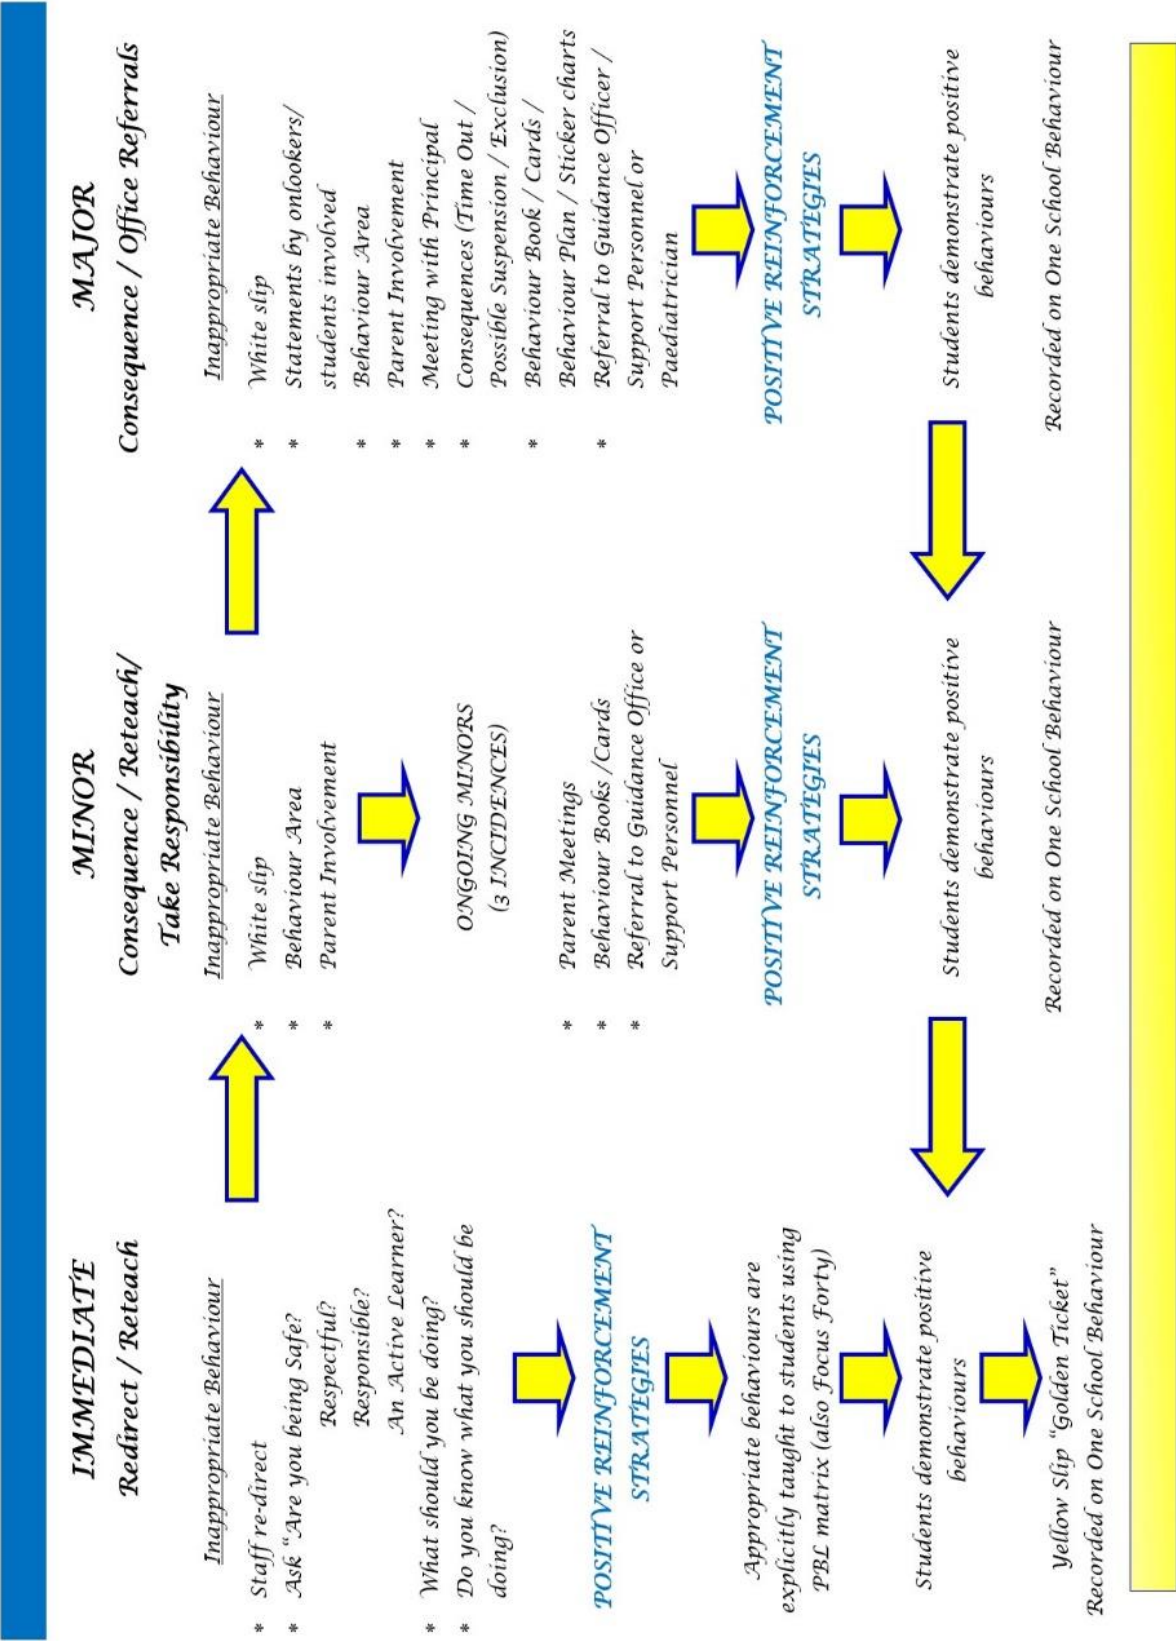 IMMEDIATE
Redirect / Reteach
Inappropriate Behaviour
* Staff re-direct
* Ask “Are you being Safe?
Respectful?
Responsible?
An Active Learner?
* What should you be doing?
* Do you know what you should be
doing?
POSITIVE REINFORCEMENT
STRATEGIES
Appropriate behaviours are
explicitly taught to students using
PBL matrix (also Focus Forty)
Students demonstrate positive
behaviours
Yellow Slip “Golden Ticket”
Recorded on One School Behaviour
MINOR
Consequence / Reteach/
Take Responsibility
Inappropriate Behaviour
* White slip
* Behaviour Area
* Parent Involvement
ONGOING MINORS
(3 INCIDENCES)
* Parent Meetings
* Behaviour Books /Cards
* Referral to Guidance Office or
Support Personnel
POSITIVE REINFORCEMENT
STRATEGIES
Students demonstrate positive
behaviours
Recorded on One School Behaviour
MAJOR
Consequence / Office Referrals
Inappropriate Behaviour
* White slip
* Statements by onlookers/
students involved
* Behaviour Area
* Parent Involvement
* Meeting with Principal
* Consequences (Time Out /
Possible Suspension / Exclusion)
* Behaviour Book / Cards /
Behaviour Plan / Sticker charts
* Referral to Guidance Officer /
Support Personnel or
Paediatrician
POSITIVE REINFORCEMENT
STRATEGIES
Students demonstrate positive
behaviours
Recorded on One School Behaviour